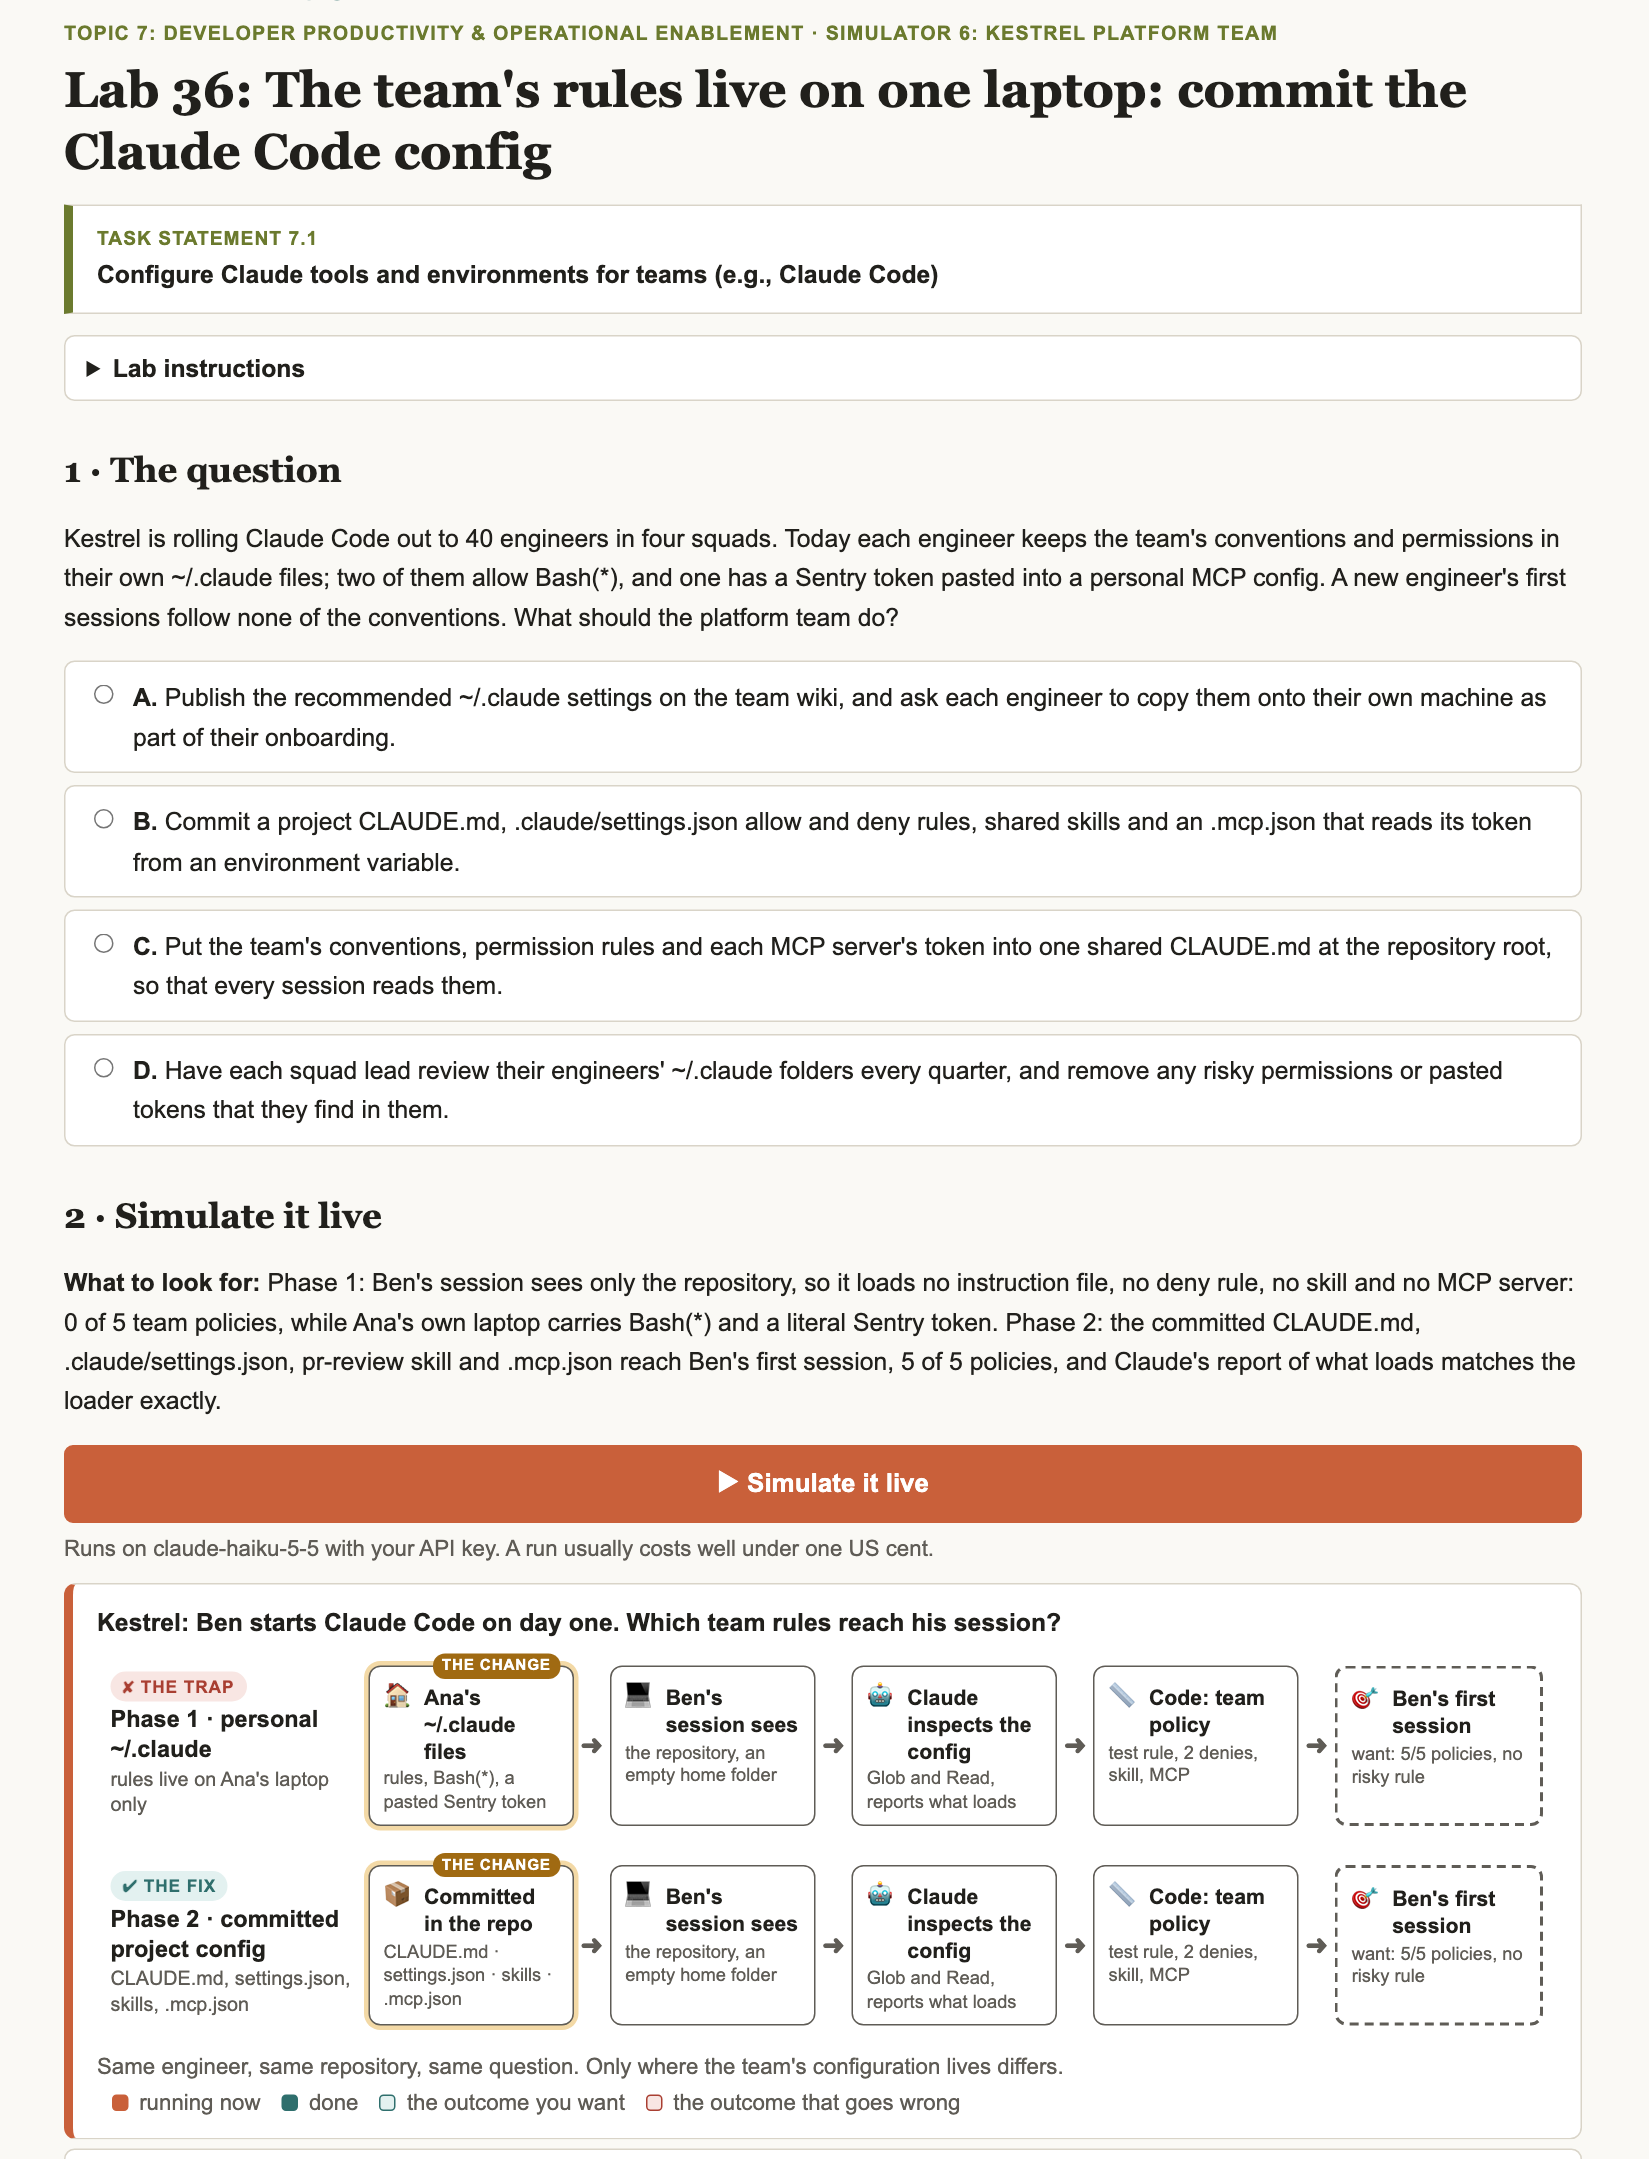 TOPIC 7: DEVELOPER PRODUCTIVITY & OPERATIONAL ENABLEMENT · SIMULATOR 6: KESTREL PLATFORM TEAM
Lab 36: The team's rules live on one laptop: commit the
Claude Code config
TASK STATEMENT 7.1
Configure Claude tools and environments for teams (e.g., Claude Code)
▶ Lab instructions
1 · The question
Kestrel is rolling Claude Code out to 40 engineers in four squads. Today each engineer keeps the team's conventions and permissions in
their own ~/.claude files; two of them allow Bash(*), and one has a Sentry token pasted into a personal MCP config. A new engineer's first
sessions follow none of the conventions. What should the platform team do?
A. Publish the recommended ~/.claude settings on the team wiki, and ask each engineer to copy them onto their own machine as
part of their onboarding.
B. Commit a project CLAUDE.md, .claude/settings.json allow and deny rules, shared skills and an .mcp.json that reads its token
from an environment variable.
C. Put the team's conventions, permission rules and each MCP server's token into one shared CLAUDE.md at the repository root,
so that every session reads them.
D. Have each squad lead review their engineers' ~/.claude folders every quarter, and remove any risky permissions or pasted
tokens that they find in them.
2 · Simulate it live
What to look for: Phase 1: Ben's session sees only the repository, so it loads no instruction file, no deny rule, no skill and no MCP server:
0 of 5 team policies, while Ana's own laptop carries Bash(*) and a literal Sentry token. Phase 2: the committed CLAUDE.md,
.claude/settings.json, pr-review skill and .mcp.json reach Ben's first session, 5 of 5 policies, and Claude's report of what loads matches the
loader exactly.
▶ Simulate it live
Runs on claude-haiku-5-5 with your API key. A run usually costs well under one US cent.
Kestrel: Ben starts Claude Code on day one. Which team rules reach his session?
✘ THE TRAP
Phase 1 · personal
~/.claude
rules live on Ana's laptop
only
THE CHANGE
Ana's
~/.claude
files
rules, Bash(*), a
pasted Sentry token
➜
Ben's
session sees
the repository, an
empty home folder
➜
Claude
inspects the
config
Glob and Read,
reports what loads
➜
Code: team
policy
test rule, 2 denies,
skill, MCP
➜
Ben's first
session
want: 5/5 policies, no
risky rule
✔ THE FIX
Phase 2 · committed
project config
CLAUDE.md, settings.json,
skills, .mcp.json
THE CHANGE
Committed
in the repo
CLAUDE.md ·
settings.json · skills ·
.mcp.json
➜
Ben's
session sees
the repository, an
empty home folder
➜
Claude
inspects the
config
Glob and Read,
reports what loads
➜
Code: team
policy
test rule, 2 denies,
skill, MCP
➜
Ben's first
session
want: 5/5 policies, no
risky rule
Same engineer, same repository, same question. Only where the team's configuration lives differs.
running now done the outcome you want the outcome that goes wrong